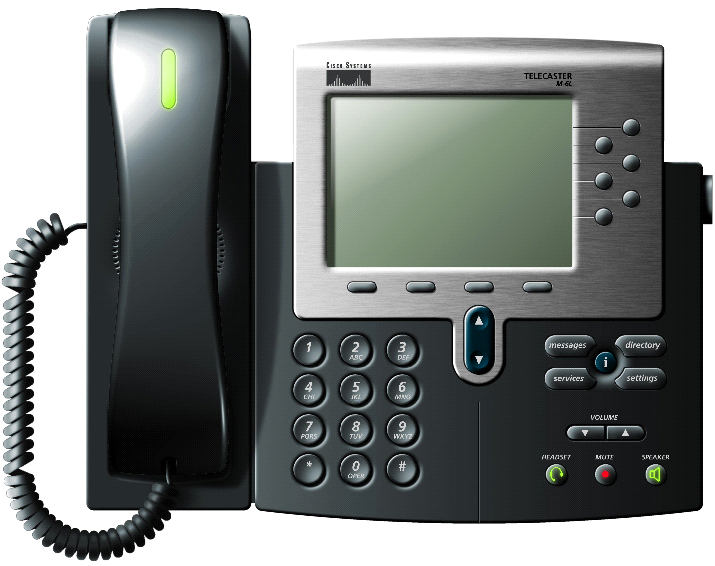 CISCO SYSTEMS
TELECASTER
M-6L
1
2
ABC
3
DEF
4
GHI
5
JKL
6
MNO
7
PQRS
8
TUV
9
WXYZ
*
0
OPER
#
messages
directory
i
services
settings
VOLUME
HEADSET
MUTE
SPEAKER